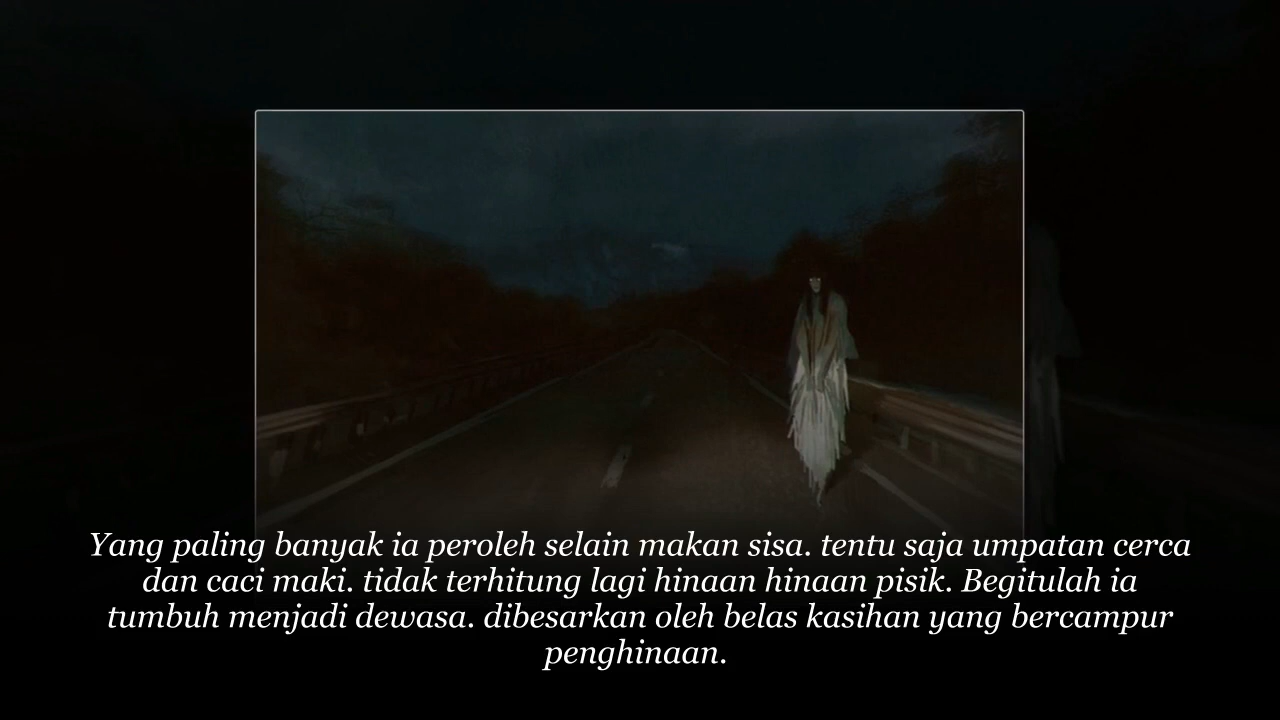 Yang paling banyak ia peroleh selain makan sisa. tentu saja umpatan cerca
dan caci maki. tidak terhitung lagi hinaan hinaan pisik. Begitulah ia
tumbuh menjadi dewasa. dibesarkan oleh belas kasihan yang bercampur
penghinaan.